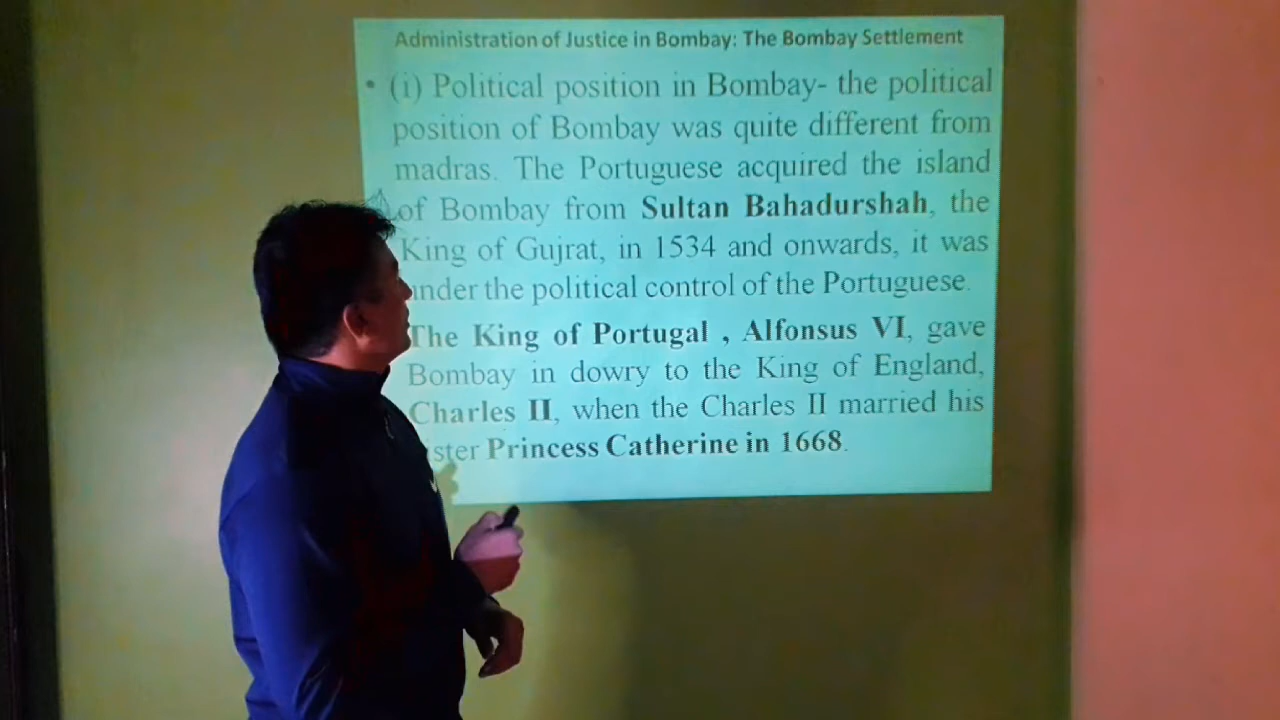 Administration of Justice in Bombay: The Bombay Settlement
• (i) Political position in Bombay- the political
position of Bombay was quite different from
madras. The Portuguese acquired the island
of Bombay from Sultan Bahadurshah, the
King of Gujrat, in 1534 and onwards, it was
under the political control of the Portuguese.
The King of Portugal , Alfonsus VI, gave
Bombay in dowry to the King of England,
Charles II, when the Charles II married his
ster Princess Catherine in 1668.